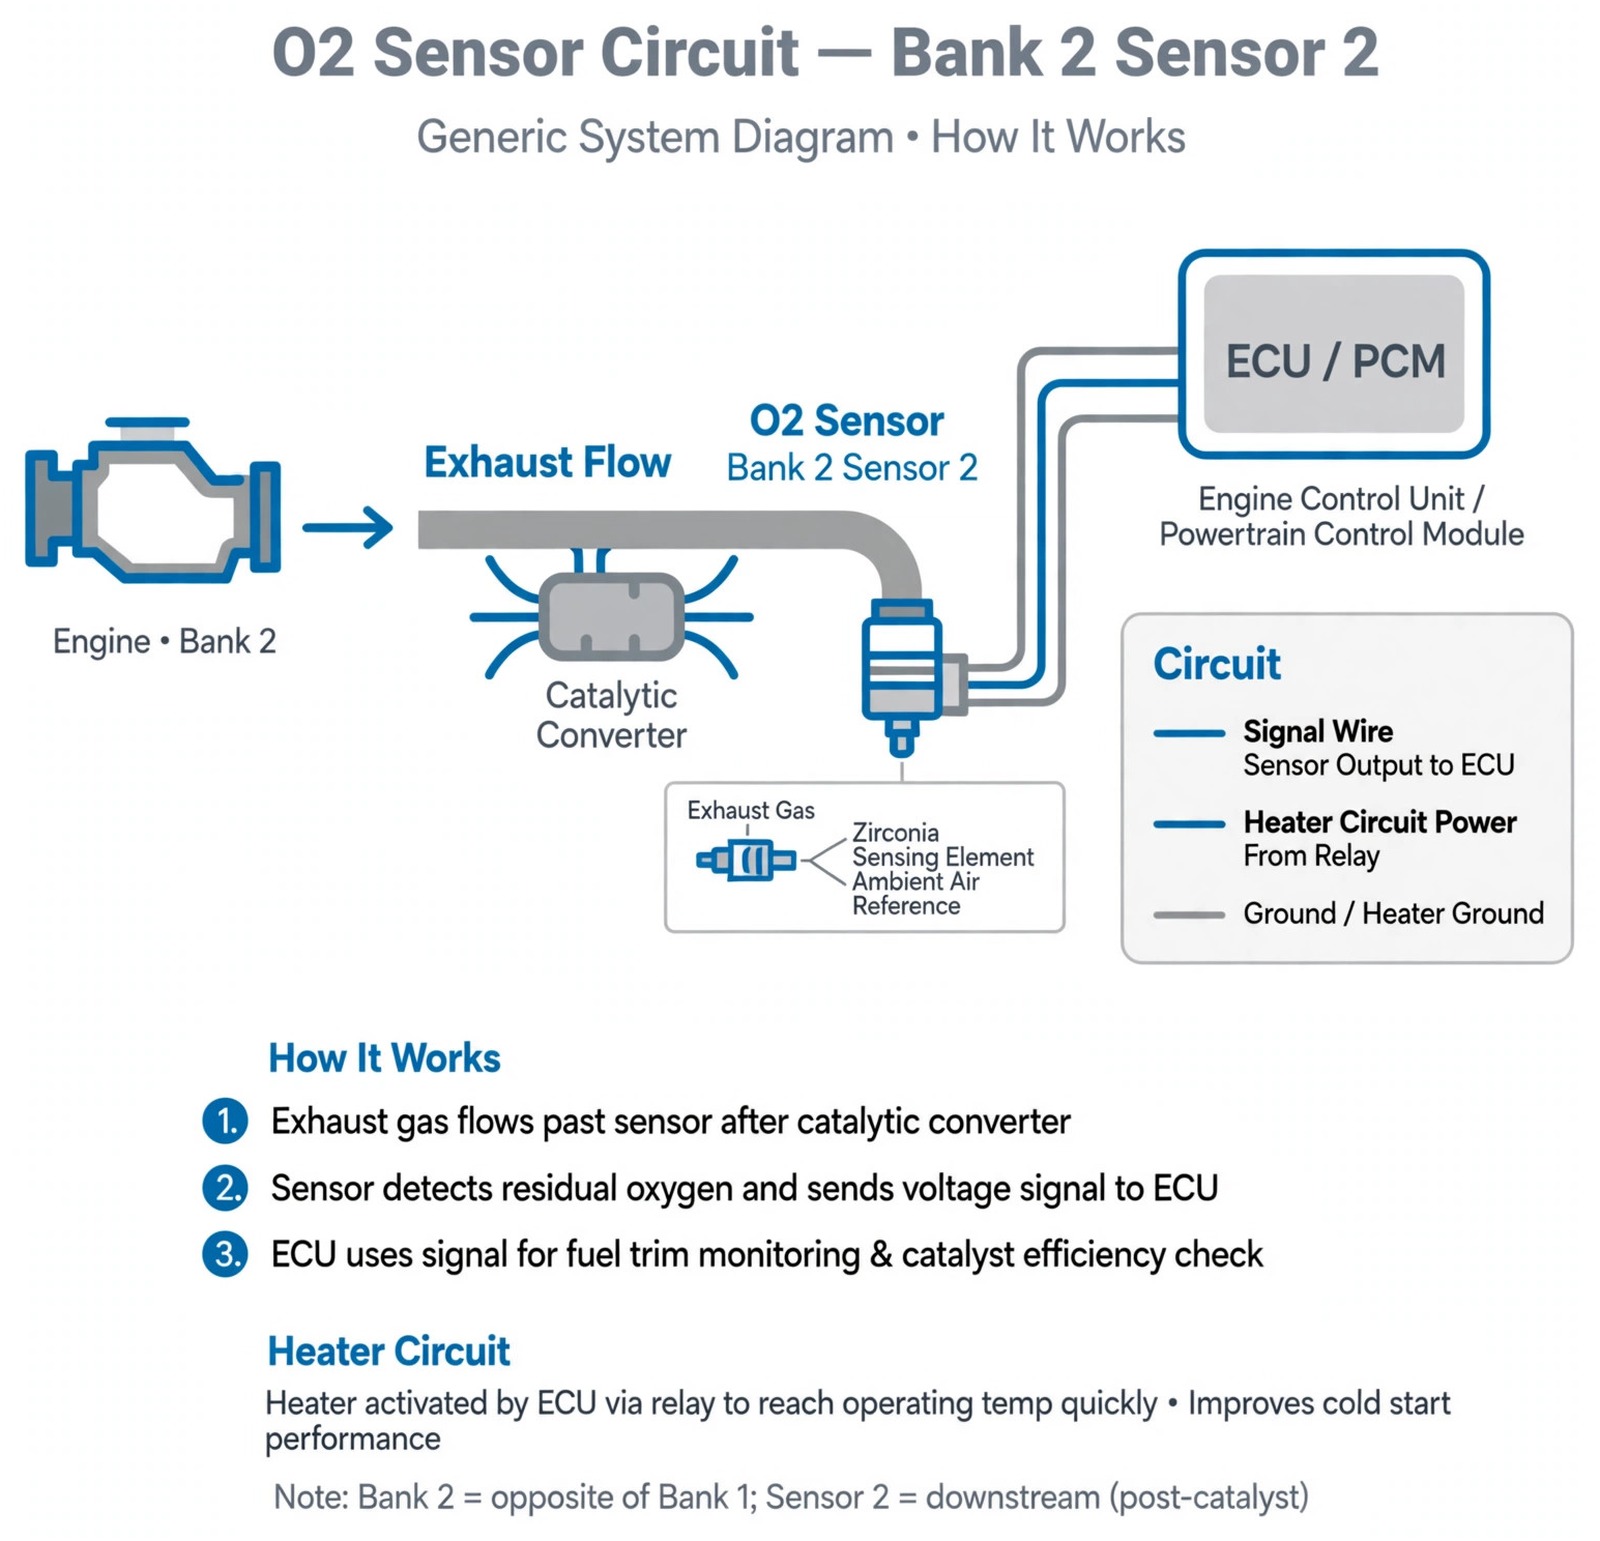 O2 Sensor Circuit — Bank 2 Sensor 2
Generic System Diagram • How It Works
ECU / PCM
Engine Control Unit /
Powertrain Control Module
O2 Sensor
Bank 2 Sensor 2
Exhaust Flow
Engine • Bank 2
Catalytic
Converter
Exhaust Gas
Zirconia
Sensing Element
Ambient Air
Reference
Circuit
Signal Wire
Sensor Output to ECU
Heater Circuit Power
From Relay
Ground / Heater Ground
How It Works
1. Exhaust gas flows past sensor after catalytic converter
2. Sensor detects residual oxygen and sends voltage signal to ECU
3. ECU uses signal for fuel trim monitoring & catalyst efficiency check
Heater Circuit
Heater activated by ECU via relay to reach operating temp quickly • Improves cold start
performance
Note: Bank 2 = opposite of Bank 1; Sensor 2 = downstream (post-catalyst)